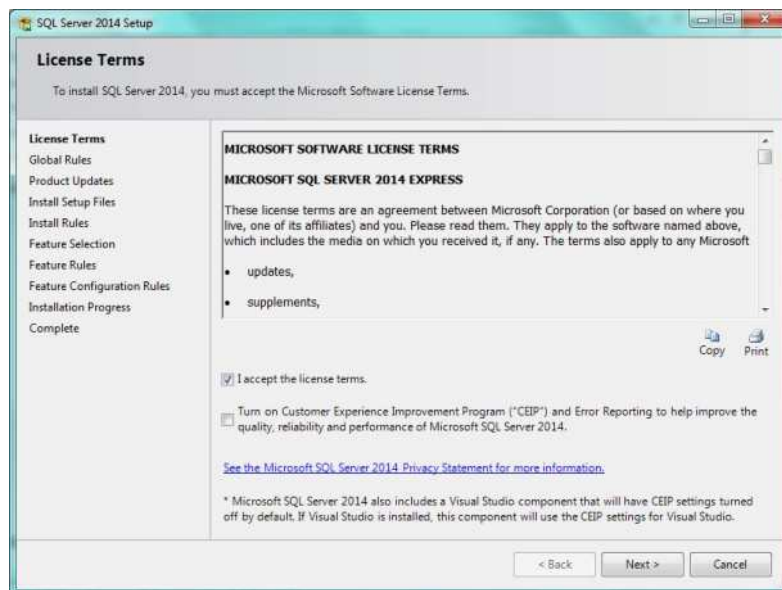 SQL Server 2014 Setup
License Terms
To install SQL Server 2014, you must accept the Microsoft Software License Terms.
License Terms
Global Rules
Product Updates
Install Setup Files
Install Rules
Feature Selection
Feature Rules
Feature Configuration Rules
Installation Progress
Complete
MICROSOFT SOFTWARE LICENSE TERMS
MICROSOFT SQL SERVER 2014 EXPRESS
These license terms are an agreement between Microsoft Corporation (or based on where you
live, one of its affiliates) and you. Please read them. They apply to the software named above,
which includes the media on which you received it, if any. The terms also apply to any Microsoft
• updates,
• supplements,
Copy Print
I accept the license terms.
Turn on Customer Experience Improvement Program ("CEIP") and Error Reporting to help improve the
quality, reliability and performance of Microsoft SQL Server 2014.
See the Microsoft SQL Server 2014 Privacy Statement for more information.
* Microsoft SQL Server 2014 also includes a Visual Studio component that will have CEIP settings turned
off by default. If Visual Studio is installed, this component will use the CEIP settings for Visual Studio.
< Back Next > Cancel